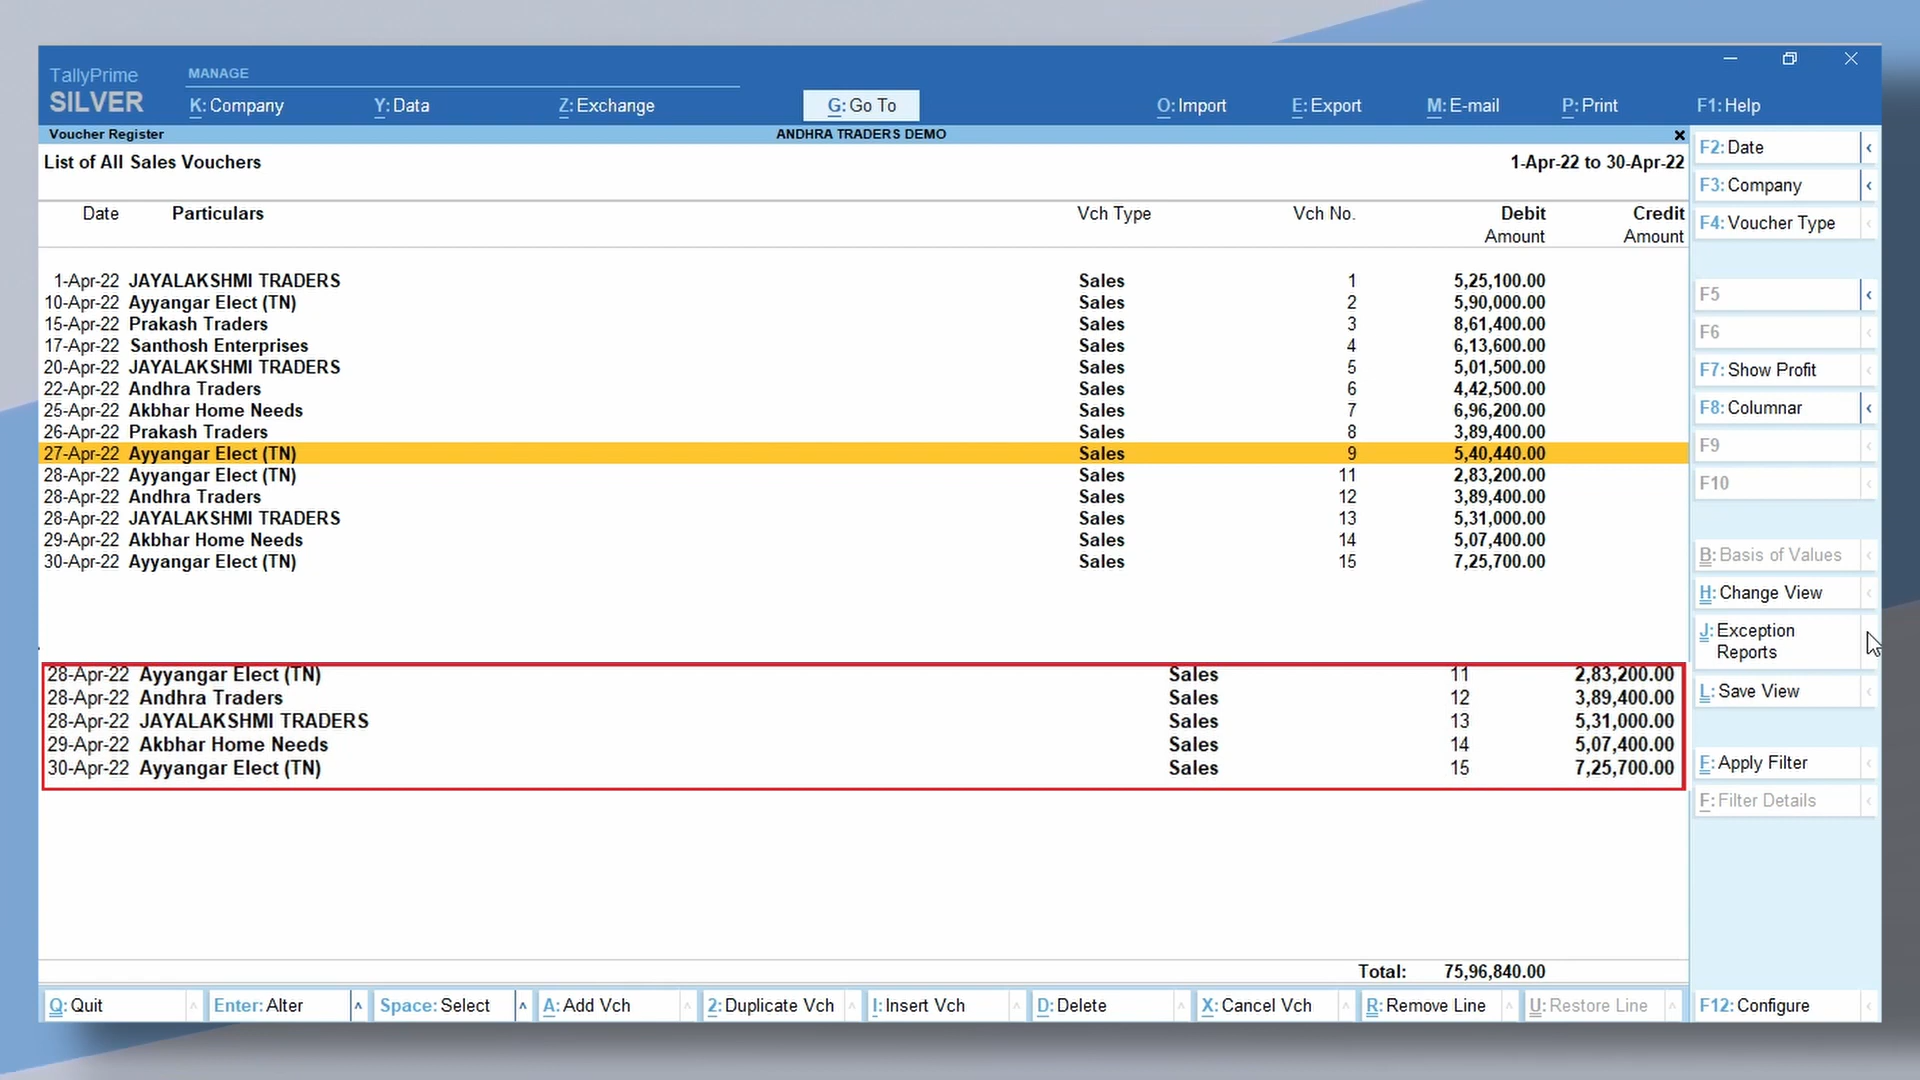 TallyPrime
SILVER
MANAGE
K: Company
Y: Data
Z: Exchange
G: Go To
O: Import
E: Export
M: E-mail
P: Print
F1: Help
Voucher Register
ANDHRA TRADERS DEMO
List of All Sales Vouchers
1-Apr-22 to 30-Apr-22
Date Particulars Vch Type Vch No. Debit Credit
Amount Amount
1-Apr-22 JAYALAKSHMI TRADERS Sales 1 5,25,100.00
10-Apr-22 Ayyangar Elect (TN) Sales 2 5,90,000.00
15-Apr-22 Prakash Traders Sales 3 8,61,400.00
17-Apr-22 Santhosh Enterprises Sales 4 6,13,600.00
20-Apr-22 JAYALAKSHMI TRADERS Sales 5 5,01,500.00
22-Apr-22 Andhra Traders Sales 6 4,42,500.00
25-Apr-22 Akbhar Home Needs Sales 7 6,96,200.00
26-Apr-22 Prakash Traders Sales 8 3,89,400.00
27-Apr-22 Ayyangar Elect (TN) Sales 9 5,40,440.00
28-Apr-22 Ayyangar Elect (TN) Sales 11 2,83,200.00
28-Apr-22 Andhra Traders Sales 12 3,89,400.00
28-Apr-22 JAYALAKSHMI TRADERS Sales 13 5,31,000.00
29-Apr-22 Akbhar Home Needs Sales 14 5,07,400.00
30-Apr-22 Ayyangar Elect (TN) Sales 15 7,25,700.00
28-Apr-22 Ayyangar Elect (TN) Sales 11 2,83,200.00
28-Apr-22 Andhra Traders Sales 12 3,89,400.00
28-Apr-22 JAYALAKSHMI TRADERS Sales 13 5,31,000.00
29-Apr-22 Akbhar Home Needs Sales 14 5,07,400.00
30-Apr-22 Ayyangar Elect (TN) Sales 15 7,25,700.00
Total: 75,96,840.00
F2: Date
F3: Company
F4: Voucher Type
F5
F6
F7: Show Profit
F8: Columnar
F9
F10
B: Basis of Values
H: Change View
J: Exception
Reports
L: Save View
F: Apply Filter
F: Filter Details
Q: Quit
Enter: Alter
Space: Select
A: Add Vch
2: Duplicate Vch
I: Insert Vch
D: Delete
X: Cancel Vch
R: Remove Line
U: Restore Line
F12: Configure